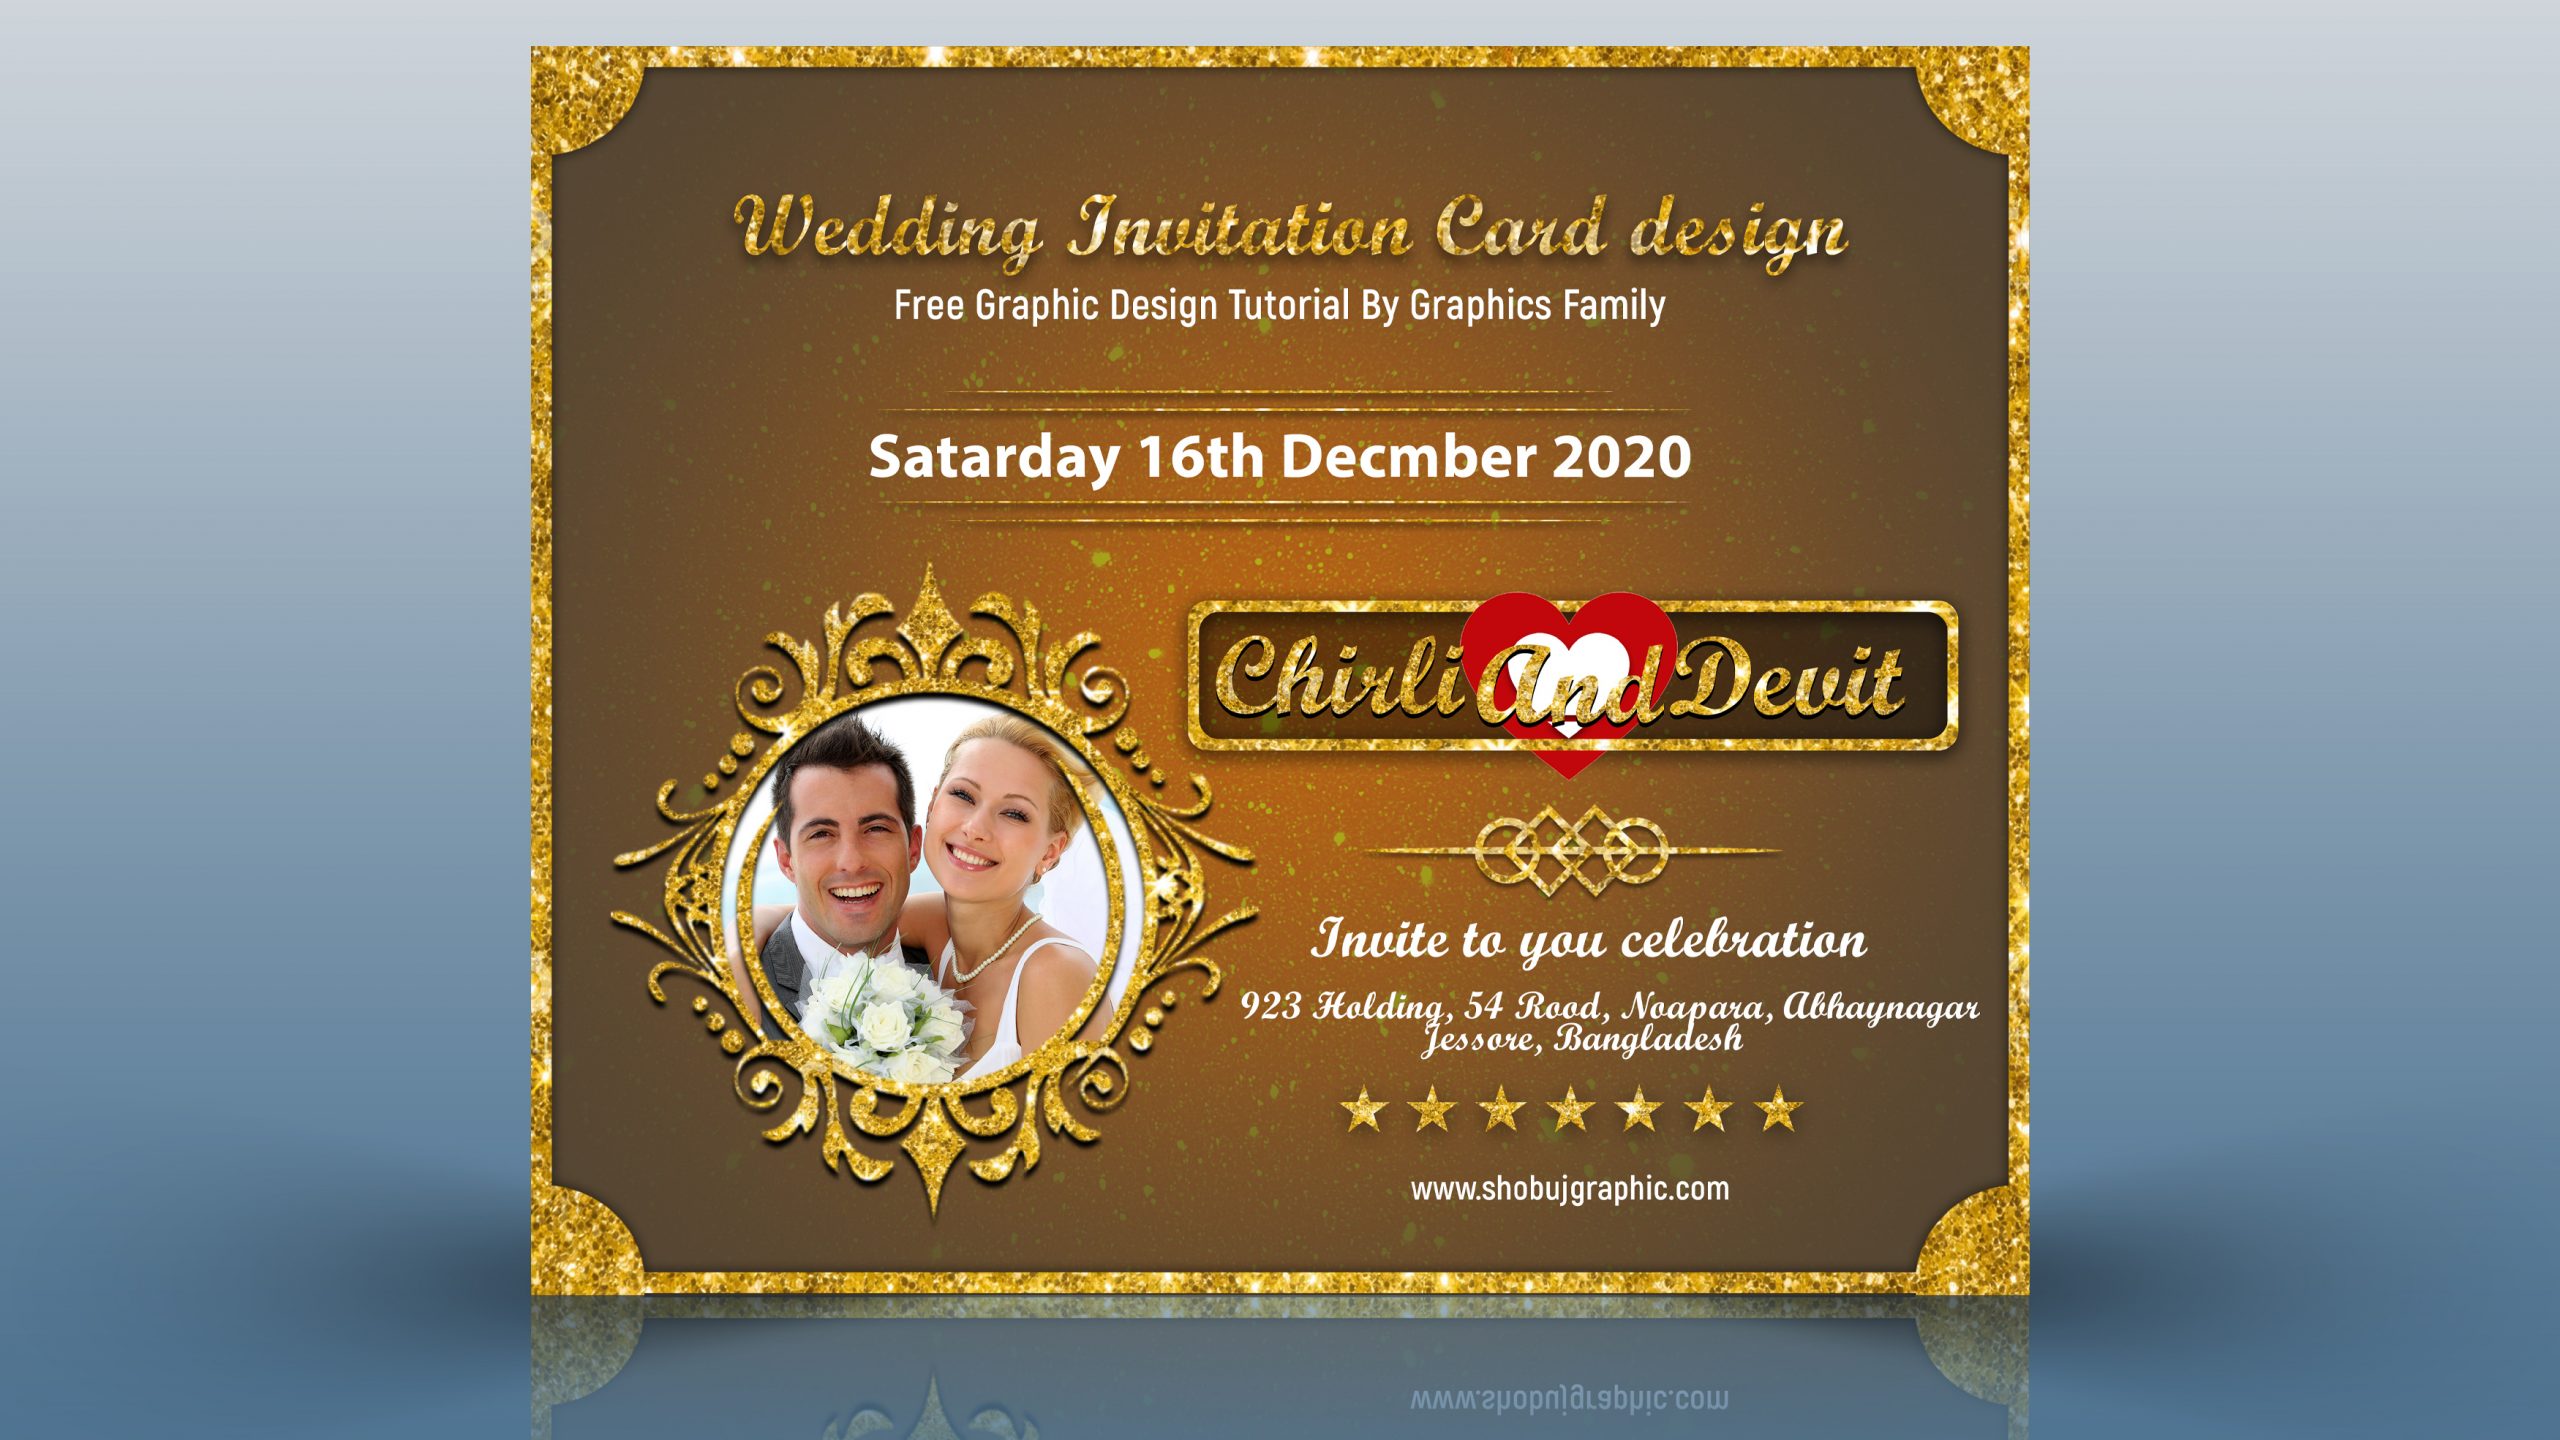 Wedding Invitation Card design
Free Graphic Design Tutorial By Graphics Family
Satarday 16th Decmber 2020
Chirli And Devit
Invite to you celebration
923 Holding, 54 Rood, Noapara, Abhaynagar
Jessore, Bangladesh
www.shobujgraphic.com
www.shobujgraphic.com